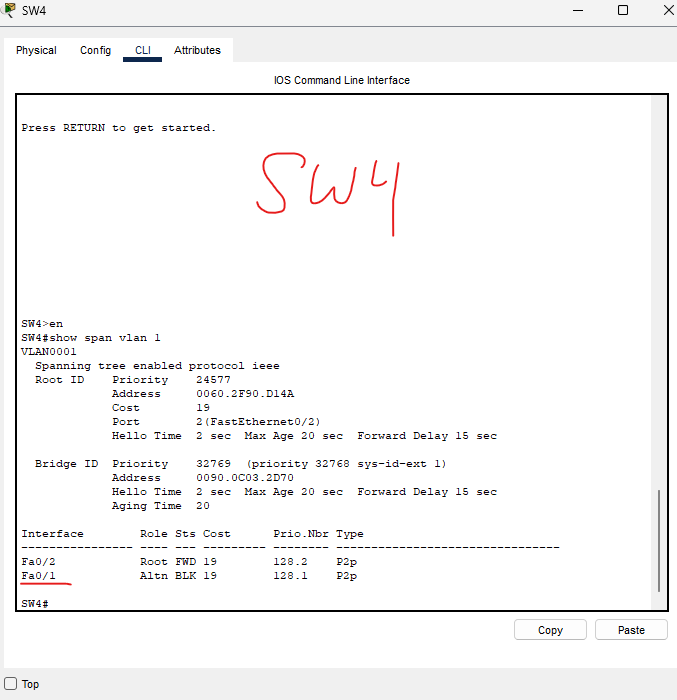 SW4
Physical Config CLI Attributes
IOS Command Line Interface
Press RETURN to get started.
SW4
SW4>en
SW4#show span vlan 1
VLAN0001
Spanning tree enabled protocol ieee
Root ID Priority 24577
Address 0060.2F90.D14A
Cost 19
Port 2(FastEthernet0/2)
Hello Time 2 sec Max Age 20 sec Forward Delay 15 sec
Bridge ID Priority 32769 (priority 32768 sys-id-ext 1)
Address 0090.0C03.2D70
Hello Time 2 sec Max Age 20 sec Forward Delay 15 sec
Aging Time 20
Interface Role Sts Cost Prio.Nbr Type
---------------- ---- --- --------- -------- --------------------------------
Fa0/2 Root FWD 19 128.2 P2p
Fa0/1 Altn BLK 19 128.1 P2p
SW4#
Copy Paste
Top